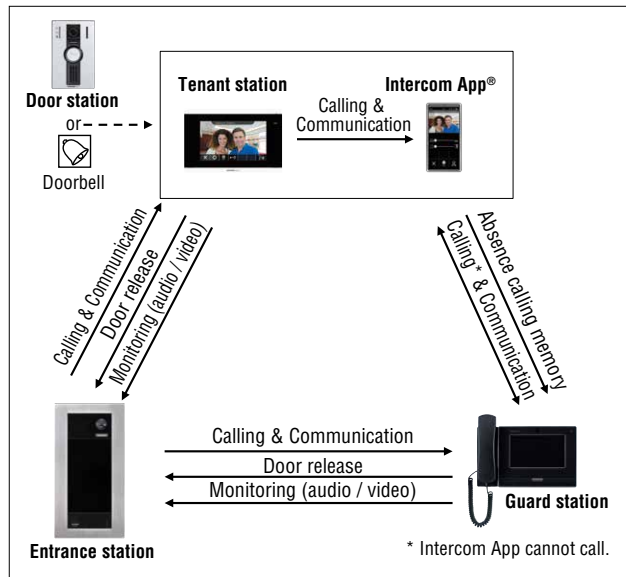 Tenant station
Intercom App®
Door station
or
Doorbell
Calling &
Communication
Calling & Communication
Door release
Monitoring (audio / video)
Absence calling memory
Calling* & Communication
Calling & Communication
Door release
Monitoring (audio / video)
Entrance station
Guard station
* Intercom App cannot call.